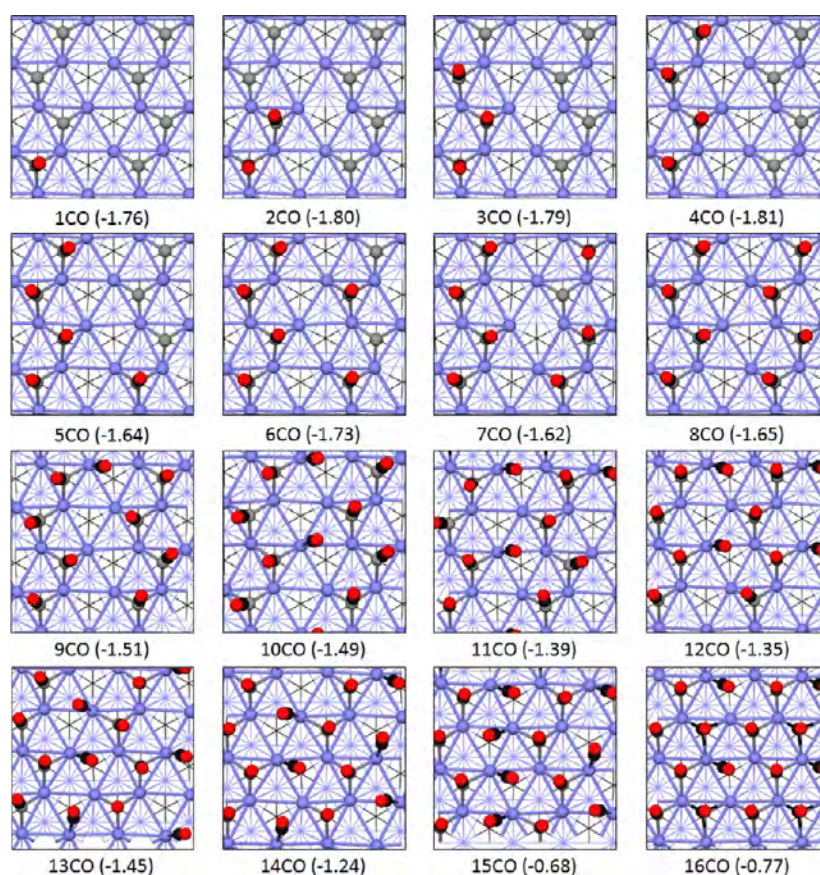 1CO (-1.76) 2CO (-1.80) 3CO (-1.79) 4CO (-1.81)
5CO (-1.64) 6CO (-1.73) 7CO (-1.62) 8CO (-1.65)
9CO (-1.51) 10CO (-1.49) 11CO (-1.39) 12CO (-1.35)
13CO (-1.45) 14CO (-1.24) 15CO (-0.68) 16CO (-0.77)